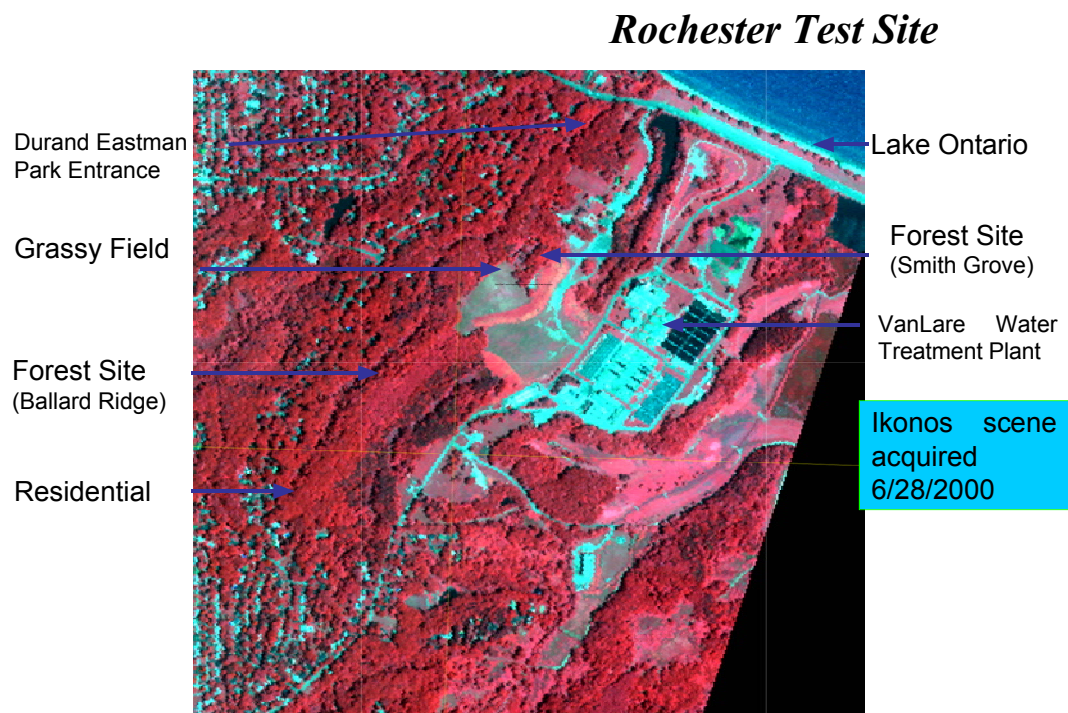 Rochester Test Site
Durand Eastman
Park Entrance
Grassy Field
Forest Site
(Ballard Ridge)
Residential
Lake Ontario
Forest Site
(Smith Grove)
VanLare Water
Treatment Plant
Ikonos scene
acquired
6/28/2000